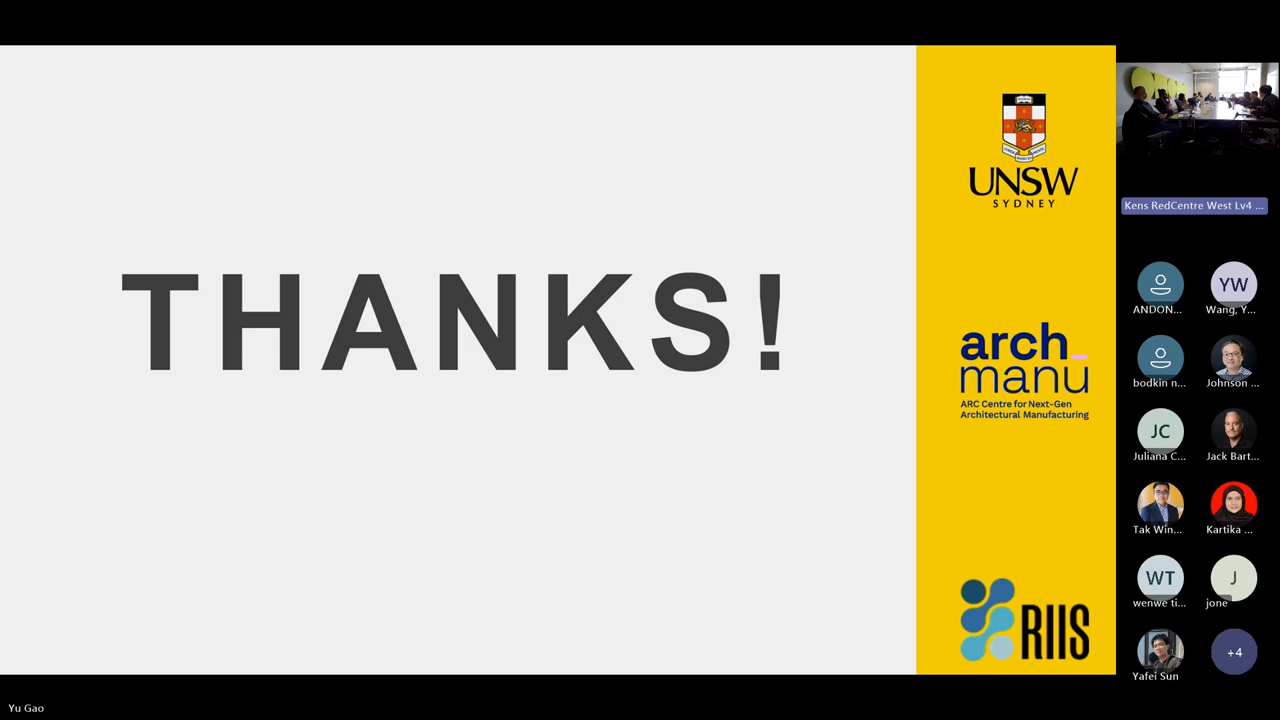 THANKS!
UNSW
SYDNEY
arch_
manu
ARC Centre for Next-Gen
Architectural Manufacturing
RIIS
Kens RedCentre West Lv4 ...
YW
ANDON...
Wang, Y...
bodkin n...
Johnson ...
JC
Juliana C...
Jack Bart...
Tak Win...
Kartika ...
WT
J
wenwe ti...
jone
+4
Yafei Sun
Yu Gao